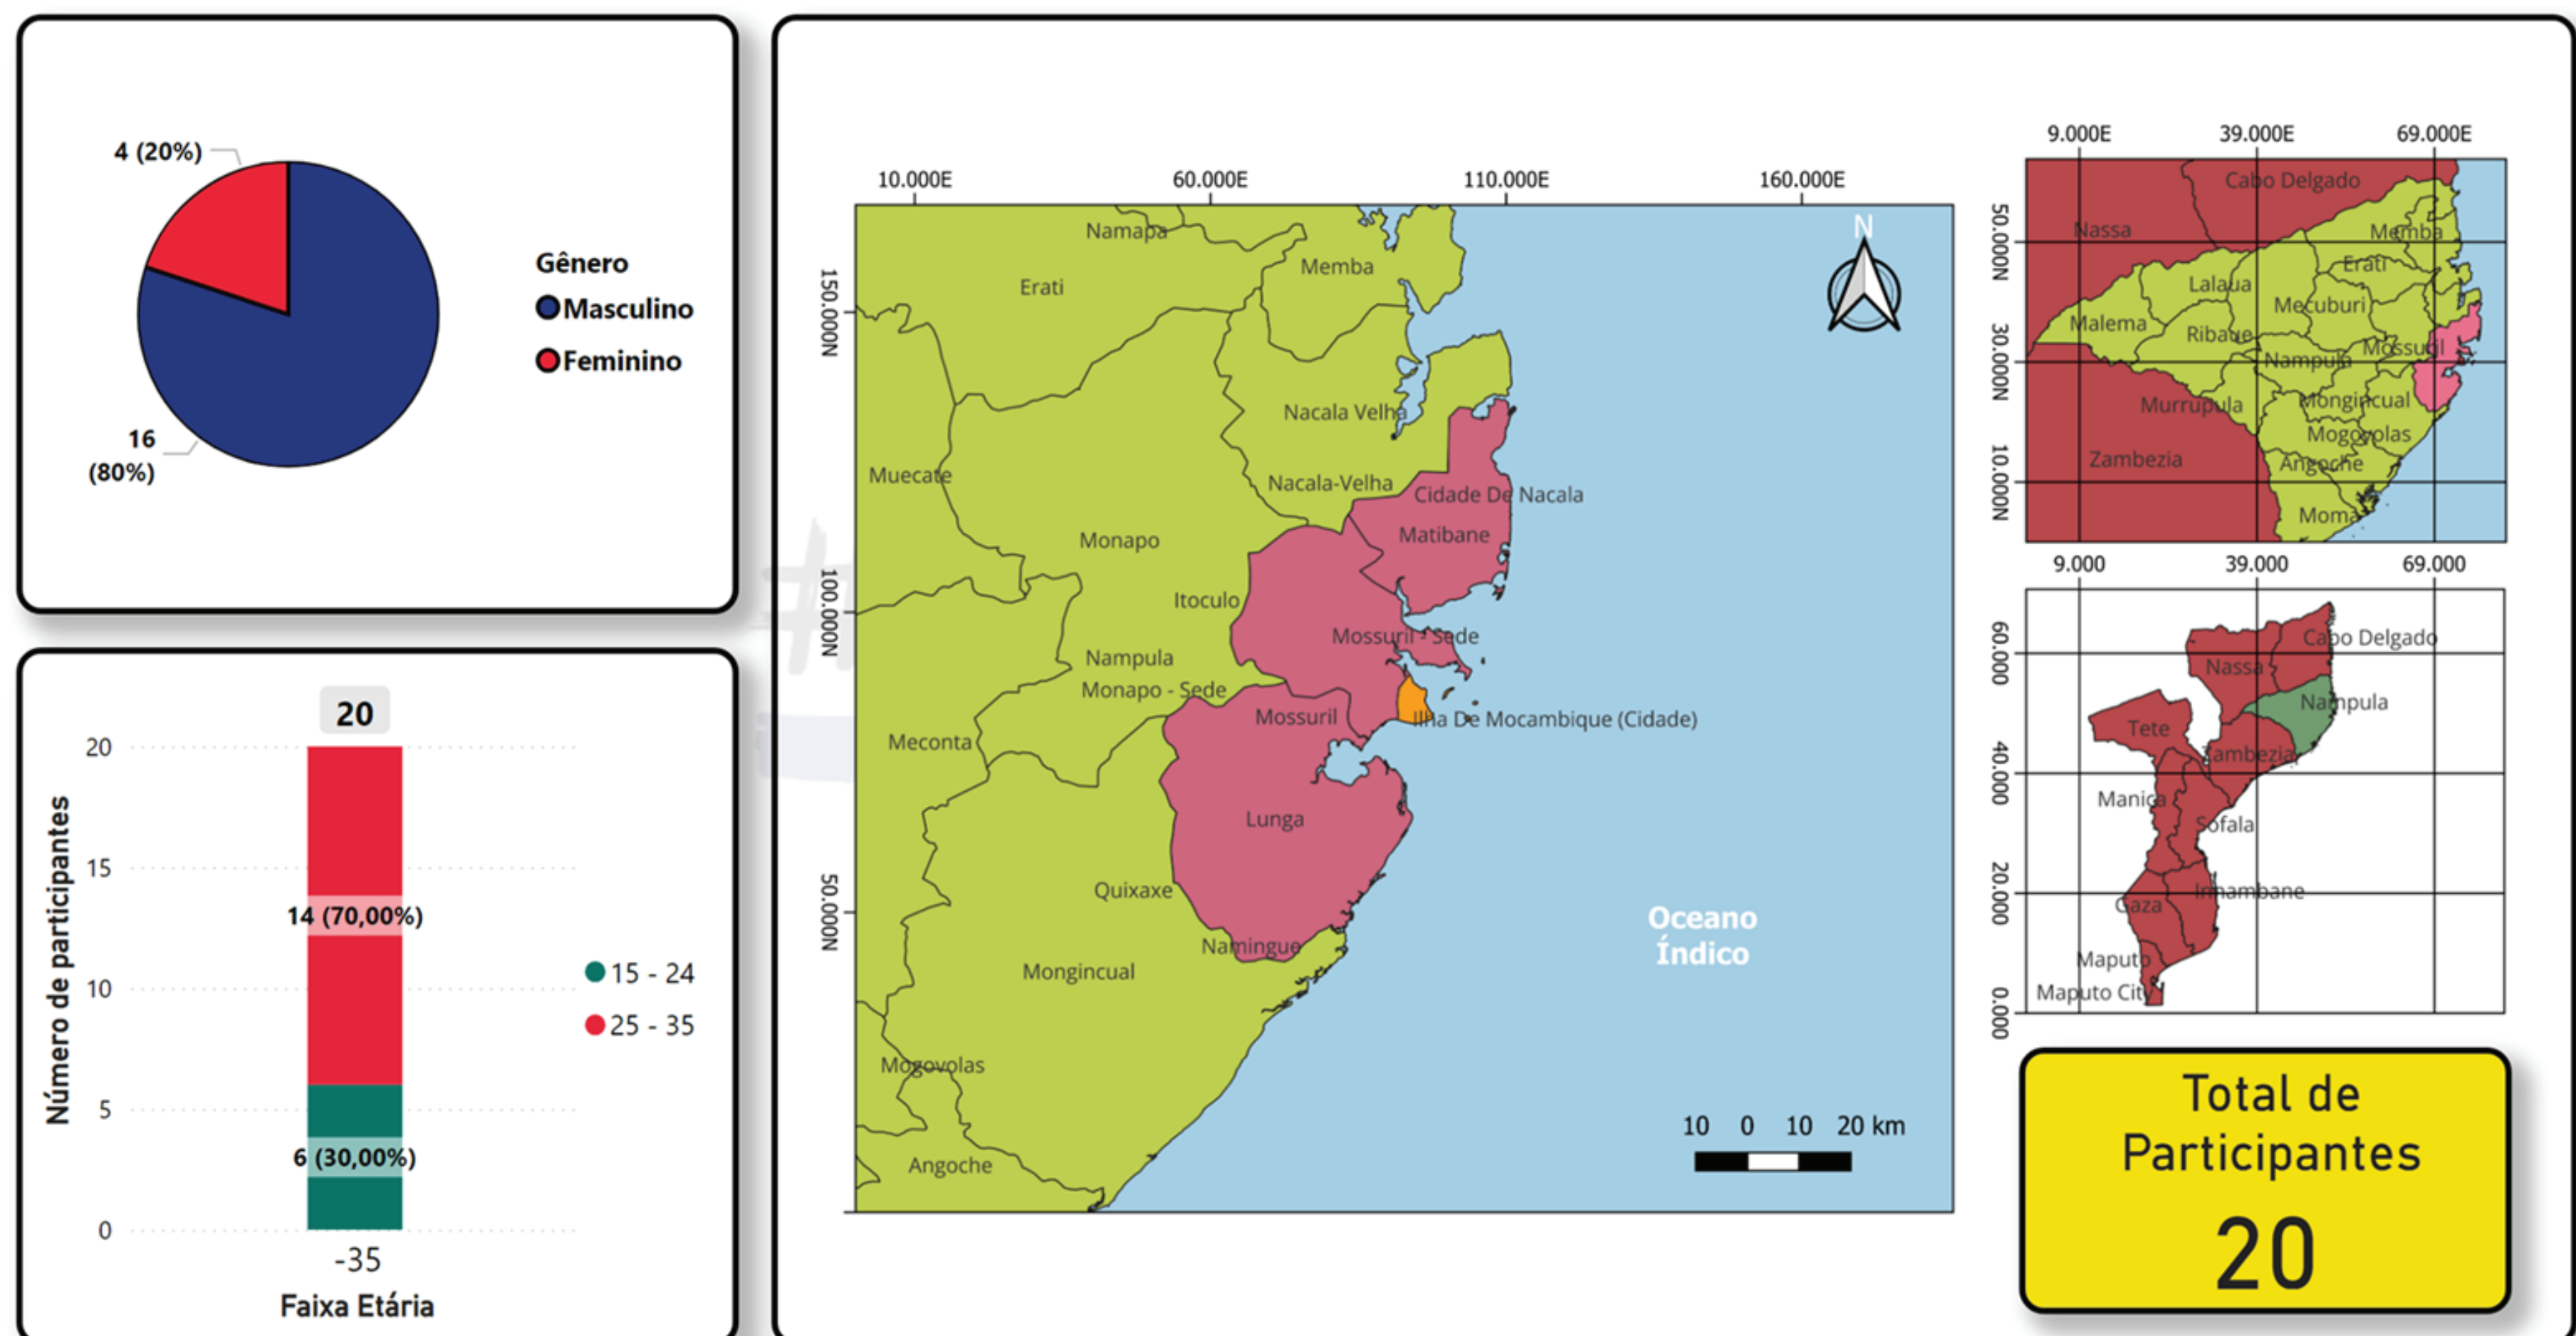 4 (20%)
16
(80%)
Gênero
Masculino
Feminino
20
Número de participantes
20
15
10
5
0
14 (70,00%)
6 (30,00%)
15 - 24
25 - 35
-35
Faixa Etária
10.000E 60.000E 110.000E 160.000E
150.000N
100.000N
50.000N
N
Namapa
Memba
Erati
Nacala Velha
Muecate
Nacala-Velha
Cidade De Nacala
Matibane
Monapo
Itoculo
Mossuril - Sede
Nampula
Monapo - Sede
Mossuril
Ilha De Mocambique (Cidade)
Meconta
Lunga
Quixaxe
Namingue
Mongincual
Mogovolas
Angoche
Oceano
Índico
10 0 10 20 km
9.000E 39.000E 69.000E
50.000N
30.000N
10.000N
Cabo Delgado
Nassa
Memba
Erati
Lalaua
Mecuburi
Malema
Ribaue
Mossuril
Nampula
Murrupula
Mongincual
Mogovolas
Zambezia
Angoche
Moma
9.000 39.000 69.000
60.000
40.000
20.000
0.000
Cabo Delgado
Nassa
Nampula
Tete
Zambezia
Manica
Sofala
Inhambane
Gaza
Maputo
Maputo City
Total de
Participantes
20